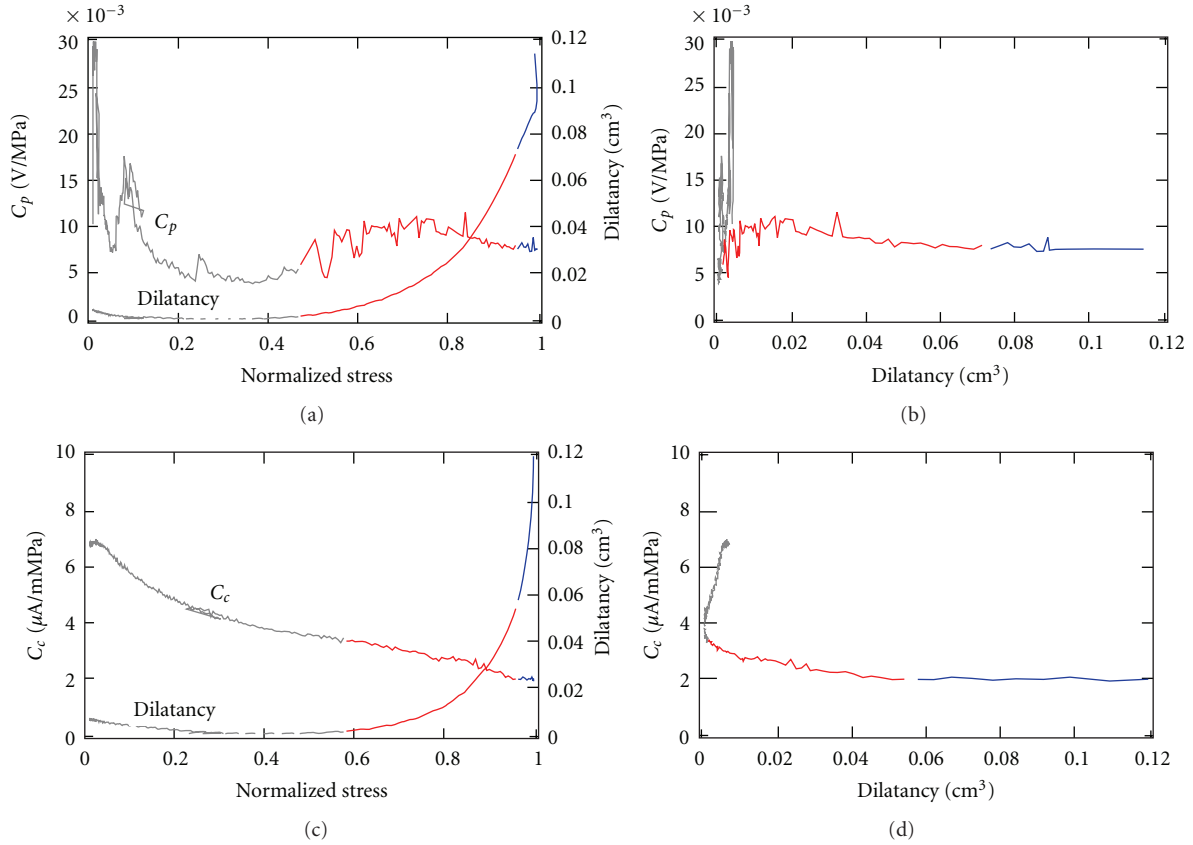 × 10⁻³
30
25
20
15
10
5
0
C_p (V/MPa)
C_p
Dilatancy
0.12
0.1
0.08
0.06
0.04
0.02
0
Dilatancy (cm³)
0 0.2 0.4 0.6 0.8 1
Normalized stress
(a)
× 10⁻³
30
25
20
15
10
5
0
C_p (V/MPa)
0 0.02 0.04 0.06 0.08 0.1 0.12
Dilatancy (cm³)
(b)
10
8
6
4
2
0
C_c (μA/mMPa)
C_c
Dilatancy
0.12
0.1
0.08
0.06
0.04
0.02
0
Dilatancy (cm³)
0 0.2 0.4 0.6 0.8 1
Normalized stress
(c)
10
8
6
4
2
0
C_c (μA/mMPa)
0 0.02 0.04 0.06 0.08 0.1 0.12
Dilatancy (cm³)
(d)